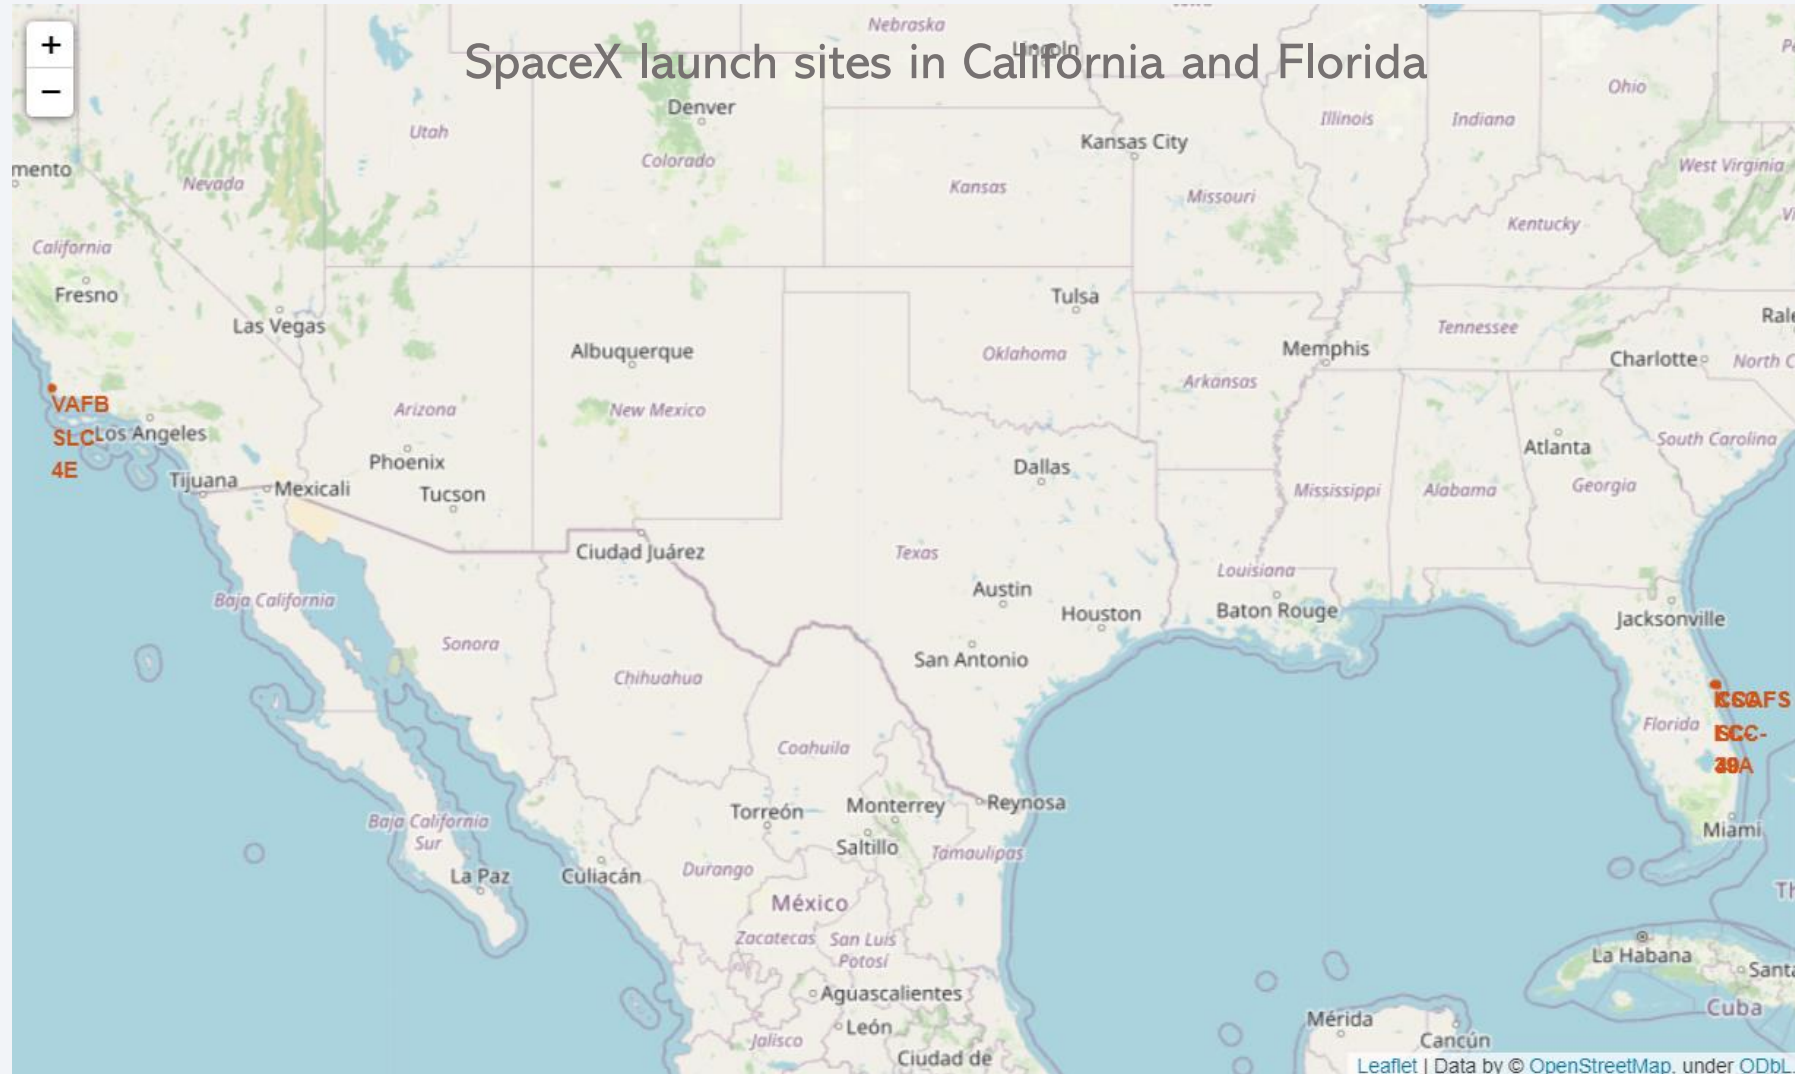 Nebraska
+
SpaceX launch sites in California and Florida
Lincoln
−
Denver
Ohio
Utah
Illinois
Indiana
Kansas City
Colorado
mento
West Virginia
Nevada
Kansas
Missouri
Kentucky
California
Fresno
Tulsa
Las Vegas
Rale
Tennessee
Albuquerque
Memphis
Oklahoma
Charlotte
North C
Arkansas
VAFB
SLC-
4E
Arizona
New Mexico
Los Angeles
South Carolina
Atlanta
Phoenix
Dallas
Tijuana
Mexicali
Tucson
Mississippi
Alabama
Georgia
Ciudad Juárez
Texas
Louisiana
Austin
Baja California
Houston
Baton Rouge
Jacksonville
Sonora
San Antonio
Chihuahua
Florida
Coahuila
Torreón
Monterrey
Reynosa
Baja California
Sur
Miami
Saltillo
Tamaulipas
La Paz
Culiacán
Durango
México
Zacatecas
San Luis
Potosí
La Habana
Santa
Aguascalientes
Cuba
León
Mérida
Jalisco
Cancún
Ciudad de
Leaflet | Data by © OpenStreetMap, under ODbL.